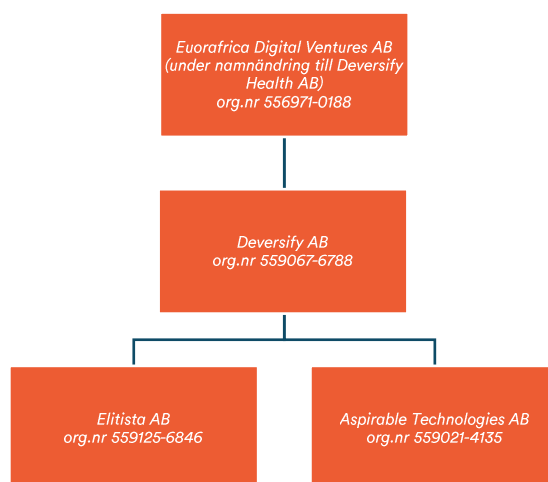 Euorafrica Digital Ventures AB
(under namnändring till Deversify
Health AB)
org.nr 556971-0188
Deversify AB
org.nr 559067-6788
Elitista AB
org.nr 559125-6846
Aspirable Technologies AB
org.nr 559021-4135